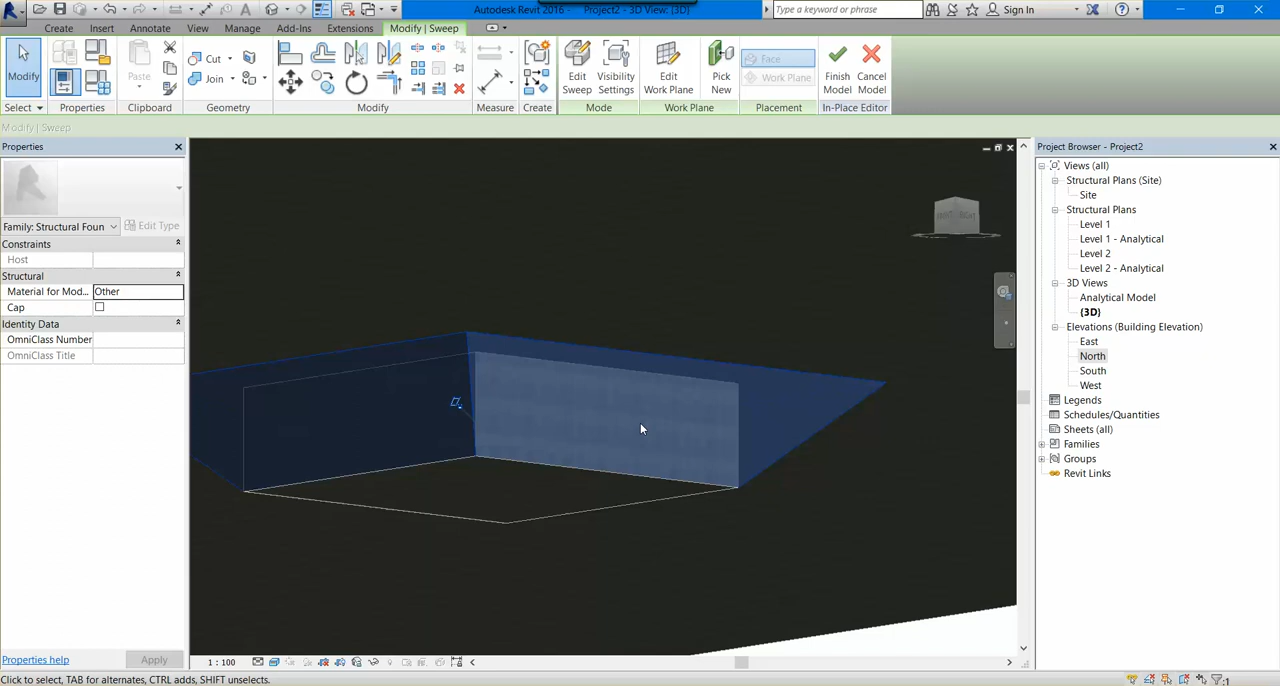 Autodesk Revit 2016 - Project2 - 3D View: {3D}
Type a keyword or phrase
Sign In
Create Insert Annotate View Manage Add-Ins Extensions Modify | Sweep
Modify
Paste
Cut
Join
Edit Sweep
Visibility Settings
Edit Work Plane
Pick New
Face
Work Plane
Finish Model
Cancel Model
Select Properties Clipboard Geometry Modify Measure Create Mode Work Plane Placement In-Place Editor
Modify | Sweep
Properties
Family: Structural Foun
Edit Type
Constraints
Host
Structural
Material for Mod... Other
Cap
Identity Data
OmniClass Number
OmniClass Title
Properties help
Apply
Project Browser - Project2
Views (all)
Structural Plans (Site)
Site
Structural Plans
Level 1
Level 1 - Analytical
Level 2
Level 2 - Analytical
3D Views
Analytical Model
{3D}
Elevations (Building Elevation)
East
North
South
West
Legends
Schedules/Quantities
Sheets (all)
Families
Groups
Revit Links
1 : 100
Click to select, TAB for alternates, CTRL adds, SHIFT unselects.
:1